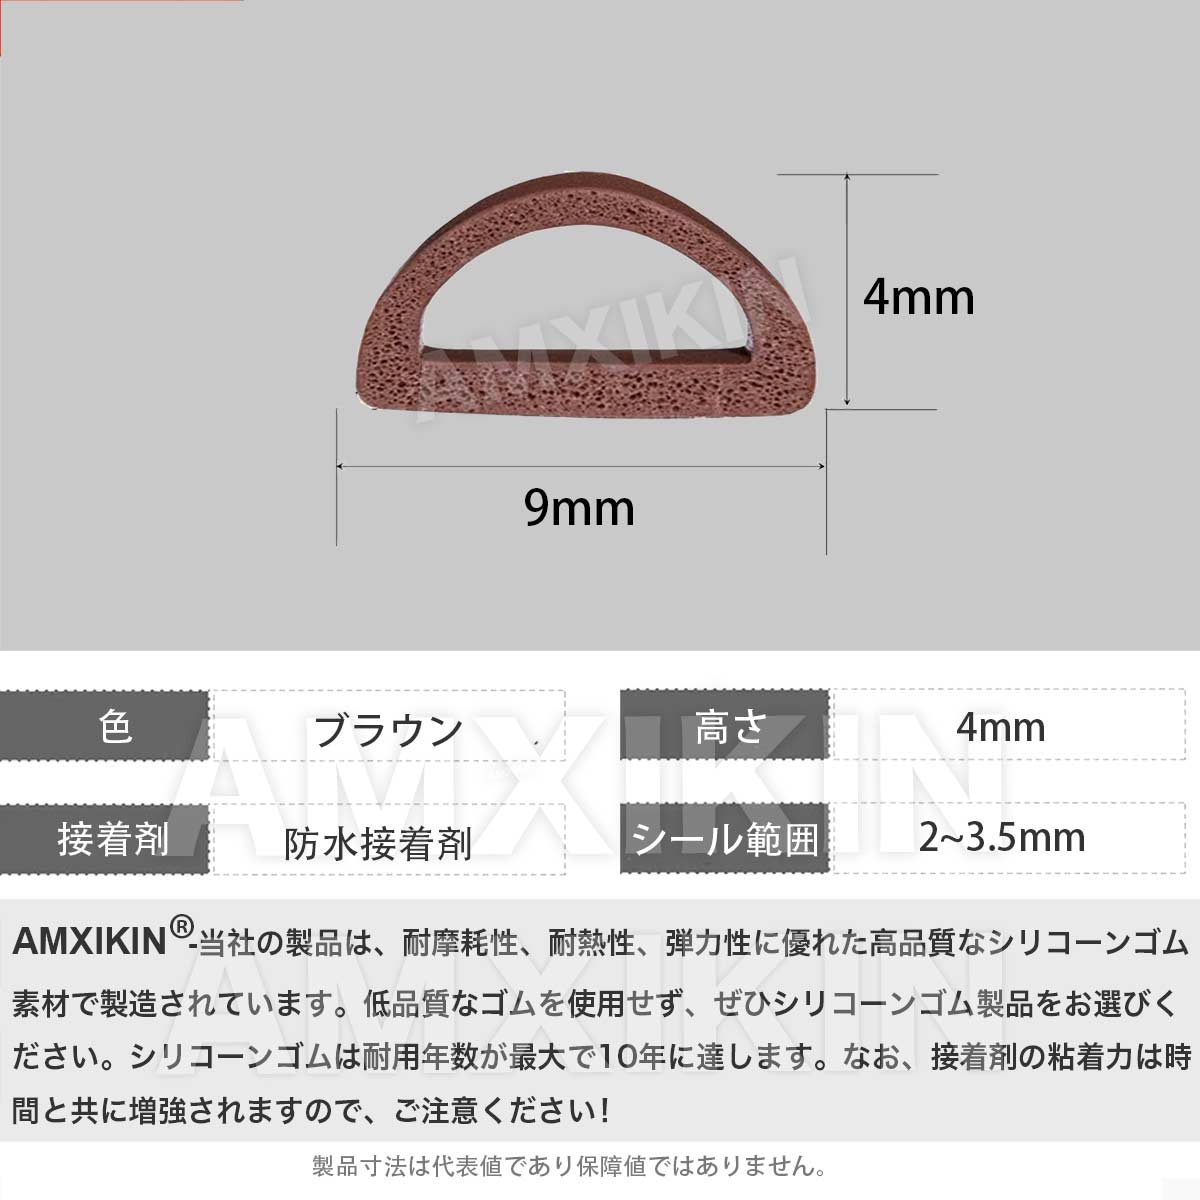 AMXIKIN
4mm
9mm
色 ブラウン 高さ 4mm
接着剤 防水接着剤 シール範囲 2~3.5mm
AMXIKIN
AMXIKIN®-当社の製品は、耐摩耗性、耐熱性、弾力性に優れた高品質なシリコーンゴム
素材で製造されています。低品質なゴムを使用せず、ぜひシリコーンゴム製品をお選びく
ださい。シリコーンゴムは耐用年数が最大で10年に達します。なお、接着剤の粘着力は時
間と共に増強されますので、ご注意ください!
AMXIKIN
製品寸法は代表値であり保障値ではありません。